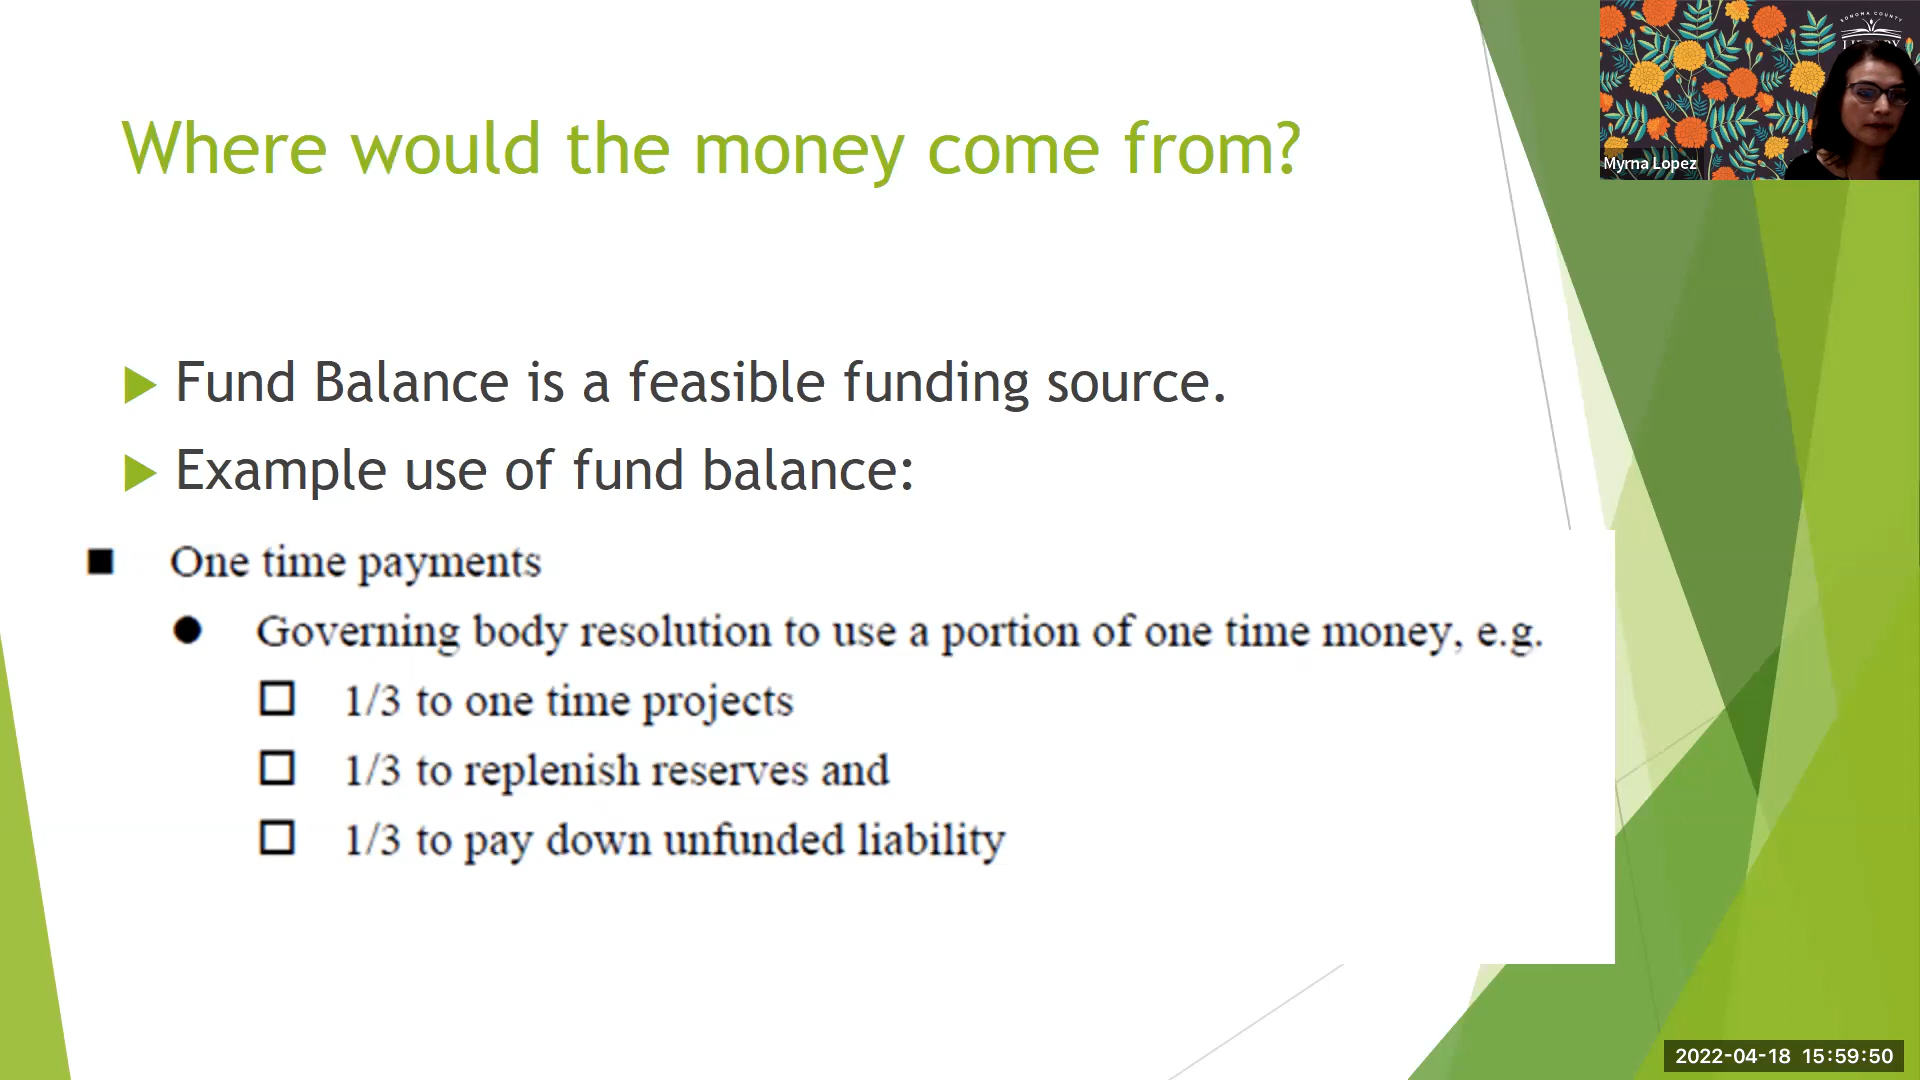 Where would the money come from?
Fund Balance is a feasible funding source.
Example use of fund balance:
One time payments
Governing body resolution to use a portion of one time money, e.g.
1/3 to one time projects
1/3 to replenish reserves and
1/3 to pay down unfunded liability
SONOMA COUNTY
LIBRARY
Myrna Lopez
2022-04-18 15:59:50